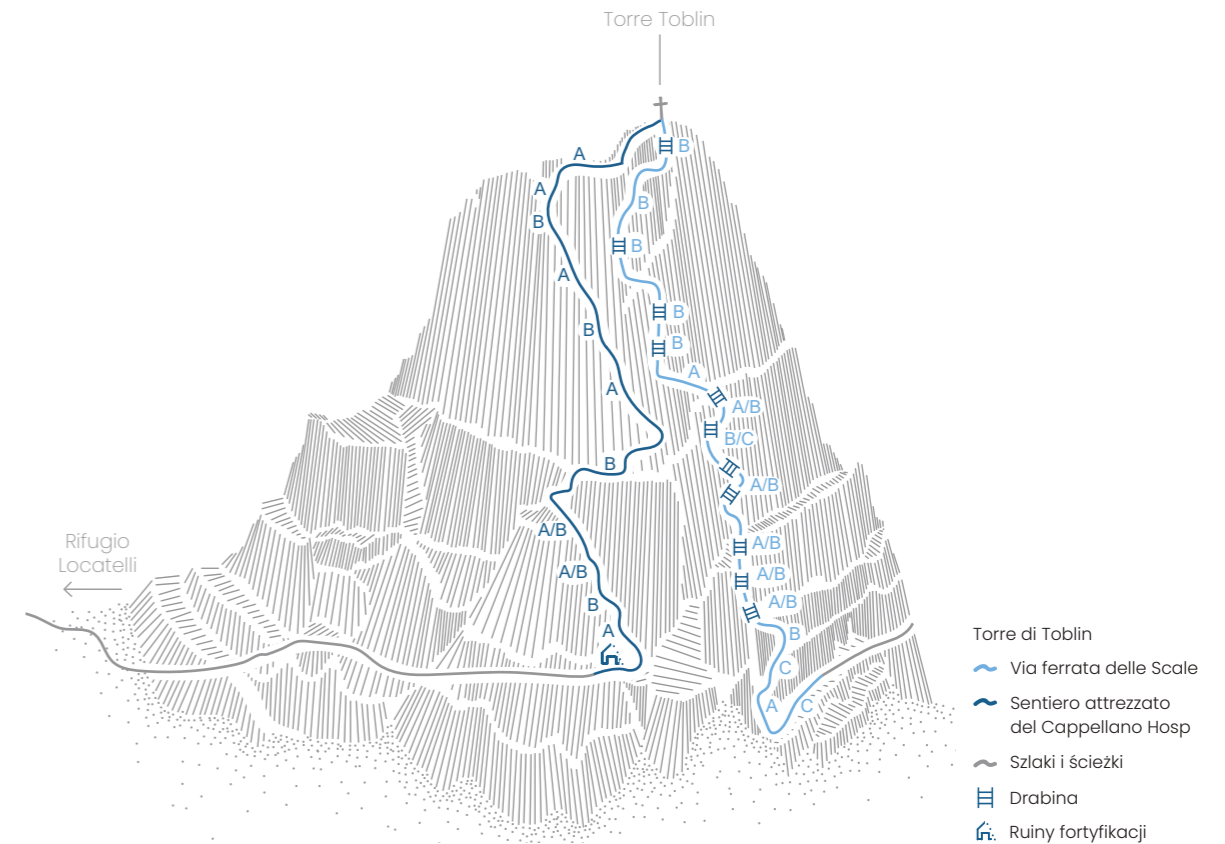 Torre Toblin
A
B
A
B
B
B
A
B
B
B
A
A
A/B
B/C
B
A/B
A/B
Rifugio
Locatelli
A/B
A/B
A/B
B
A/B
A
B
C
A
C
Torre di Toblin
Via ferrata delle Scale
Sentiero attrezzato
del Cappellano Hosp
Szlaki i ścieżki
Drabina
Ruiny fortyfikacji